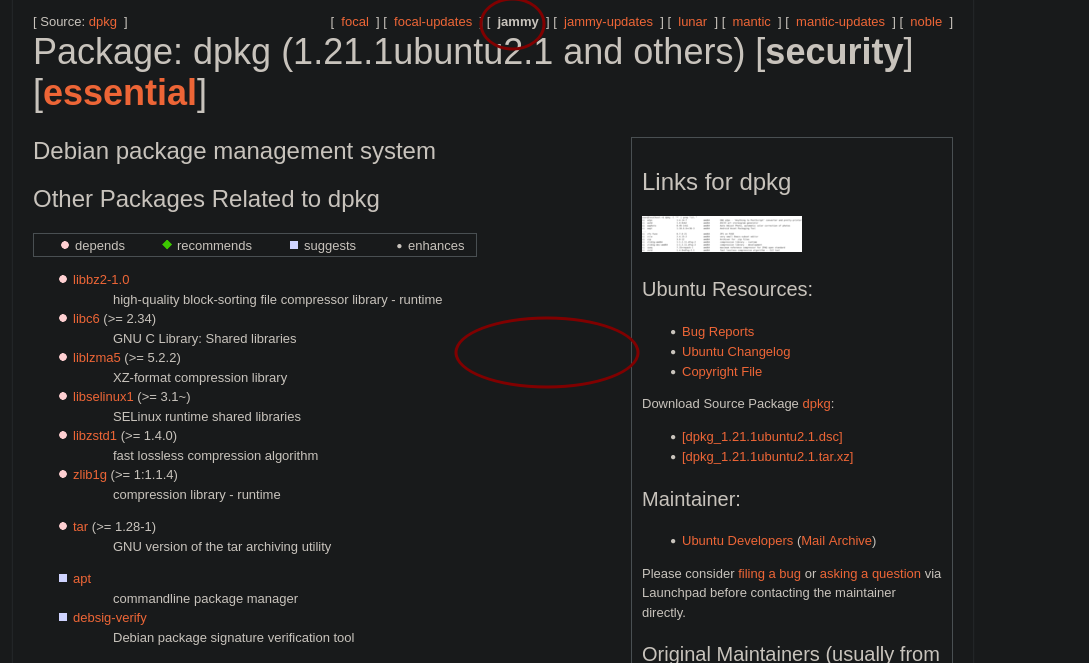 [ Source: dpkg ]
[ focal ] [ focal-updates ] [ jammy ] [ jammy-updates ] [ lunar ] [ mantic ] [ mantic-updates ] [ noble ]
Package: dpkg (1.21.1ubuntu2.1 and others) [security]
[essential]
Debian package management system
Other Packages Related to dpkg
depends recommends suggests enhances
libbz2-1.0
high-quality block-sorting file compressor library - runtime
libc6 (>= 2.34)
GNU C Library: Shared libraries
liblzma5 (>= 5.2.2)
XZ-format compression library
libselinux1 (>= 3.1~)
SELinux runtime shared libraries
libzstd1 (>= 1.4.0)
fast lossless compression algorithm
zlib1g (>= 1:1.1.4)
compression library - runtime
tar (>= 1.28-1)
GNU version of the tar archiving utility
apt
commandline package manager
debsig-verify
Debian package signature verification tool
Links for dpkg
Ubuntu Resources:
Bug Reports
Ubuntu Changelog
Copyright File
Download Source Package dpkg:
[dpkg_1.21.1ubuntu2.1.dsc]
[dpkg_1.21.1ubuntu2.1.tar.xz]
Maintainer:
Ubuntu Developers (Mail Archive)
Please consider filing a bug or asking a question via
Launchpad before contacting the maintainer
directly.
Original Maintainers (usually from